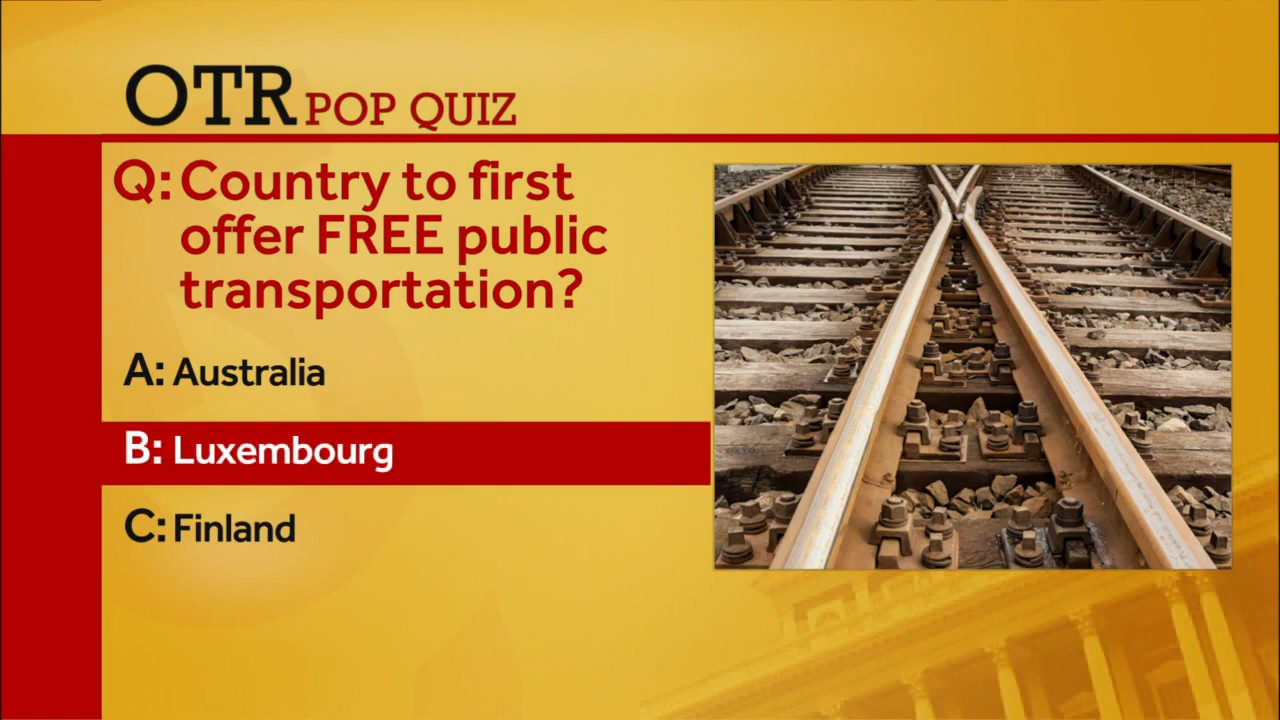 OTR POP QUIZ
Q: Country to first
offer FREE public
transportation?
A: Australia
B: Luxembourg
C: Finland